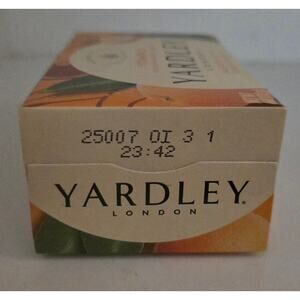 YARDLEY
25007 OI 3 1
23:42
YARDLEY
LONDON